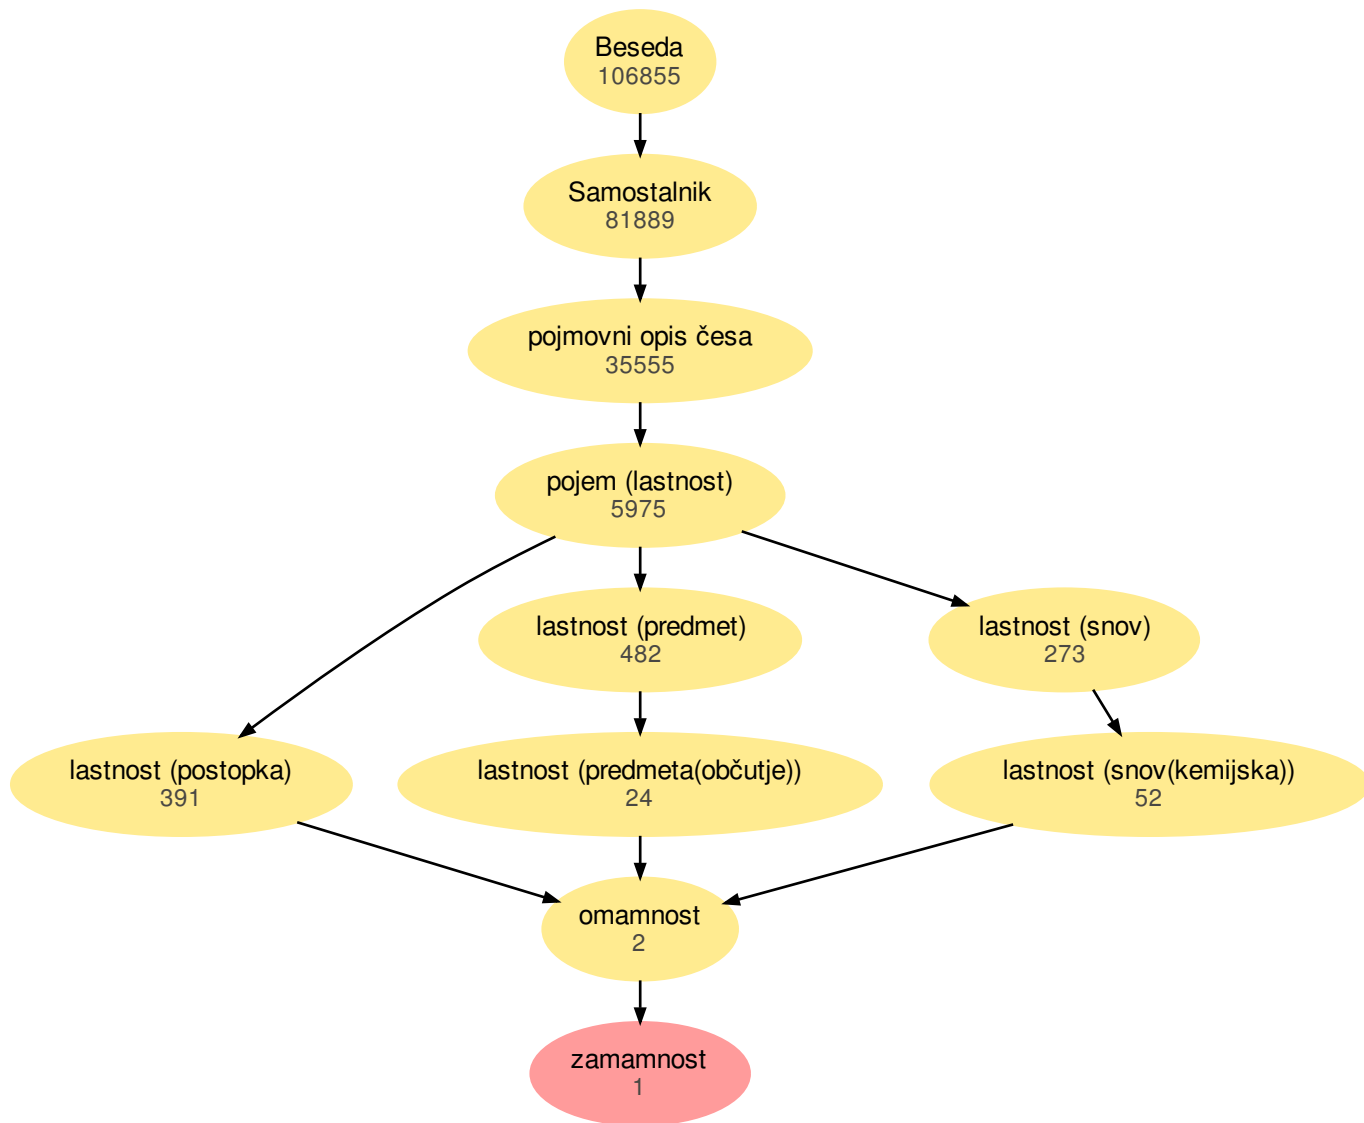 Beseda
106855
Samostalnik
81889
pojmovni opis česa
35555
pojem (lastnost)
5975
lastnost (predmet)
482
lastnost (snov)
273
lastnost (postopka)
391
lastnost (predmeta(občutje))
24
lastnost (snov(kemijska))
52
omamnost
2
zamamnost
1